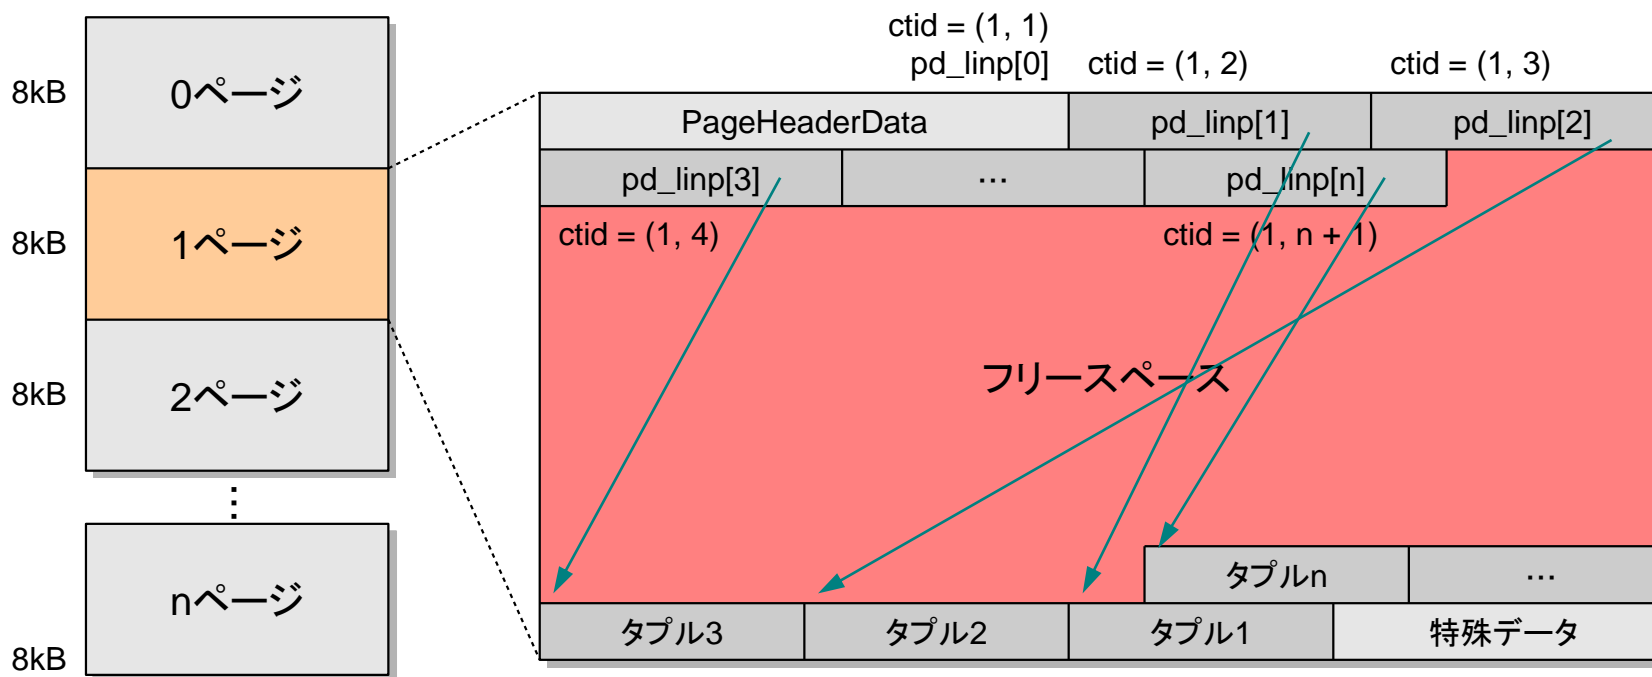 8kB
0ページ
8kB
1ページ
8kB
2ページ
⋮
nページ
8kB
ctid = (1, 1)
pd_linp[0]
ctid = (1, 2)
ctid = (1, 3)
PageHeaderData
pd_linp[1]
pd_linp[2]
pd_linp[3]
…
pd_linp[n]
ctid = (1, 4)
ctid = (1, n + 1)
フリースペース
タプルn
…
タプル3
タプル2
タプル1
特殊データ